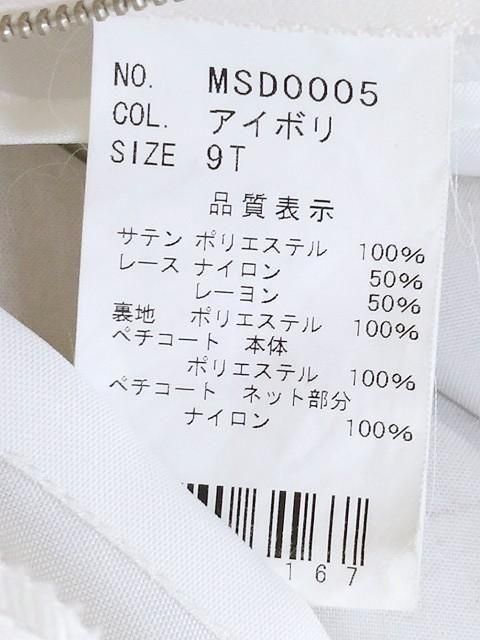 NO. MSD0005
COL. アイボリ
SIZE 9T
品質表示
サテン ポリエステル 100%
レース ナイロン 50%
レーヨン 50%
裏地 ポリエステル 100%
ペチコート 本体
ポリエステル 100%
ペチコート ネット部分
ナイロン 100%
167